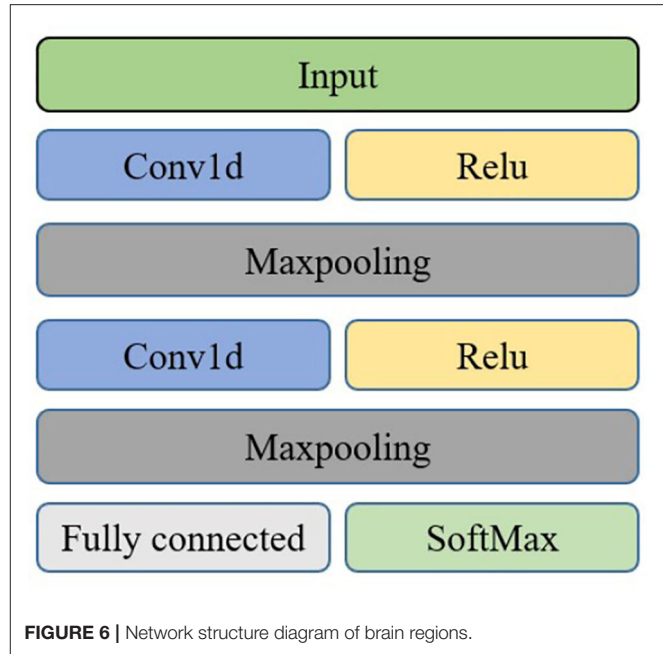 Input
Conv1d Relu
Maxpooling
Conv1d Relu
Maxpooling
Fully connected SoftMax
FIGURE 6 | Network structure diagram of brain regions.